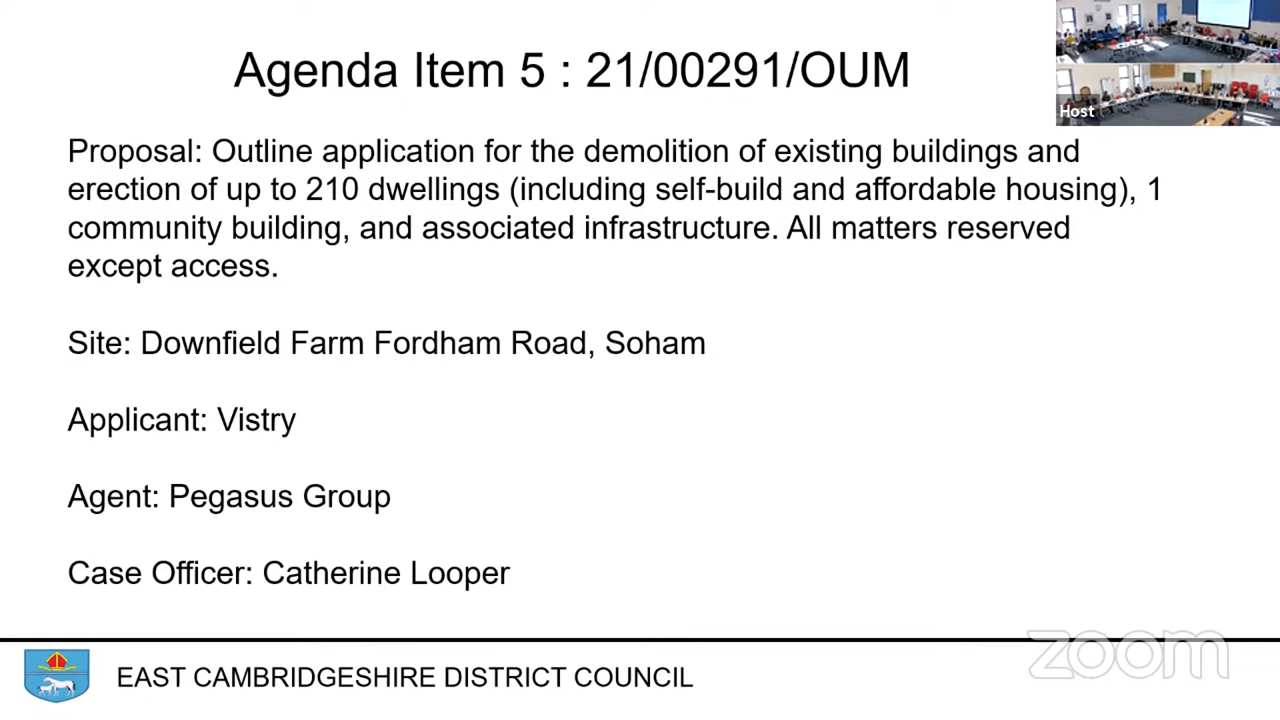 Agenda Item 5 : 21/00291/OUM
Host
Proposal: Outline application for the demolition of existing buildings and
erection of up to 210 dwellings (including self-build and affordable housing), 1
community building, and associated infrastructure. All matters reserved
except access.
Site: Downfield Farm Fordham Road, Soham
Applicant: Vistry
Agent: Pegasus Group
Case Officer: Catherine Looper
EAST CAMBRIDGESHIRE DISTRICT COUNCIL
zoom